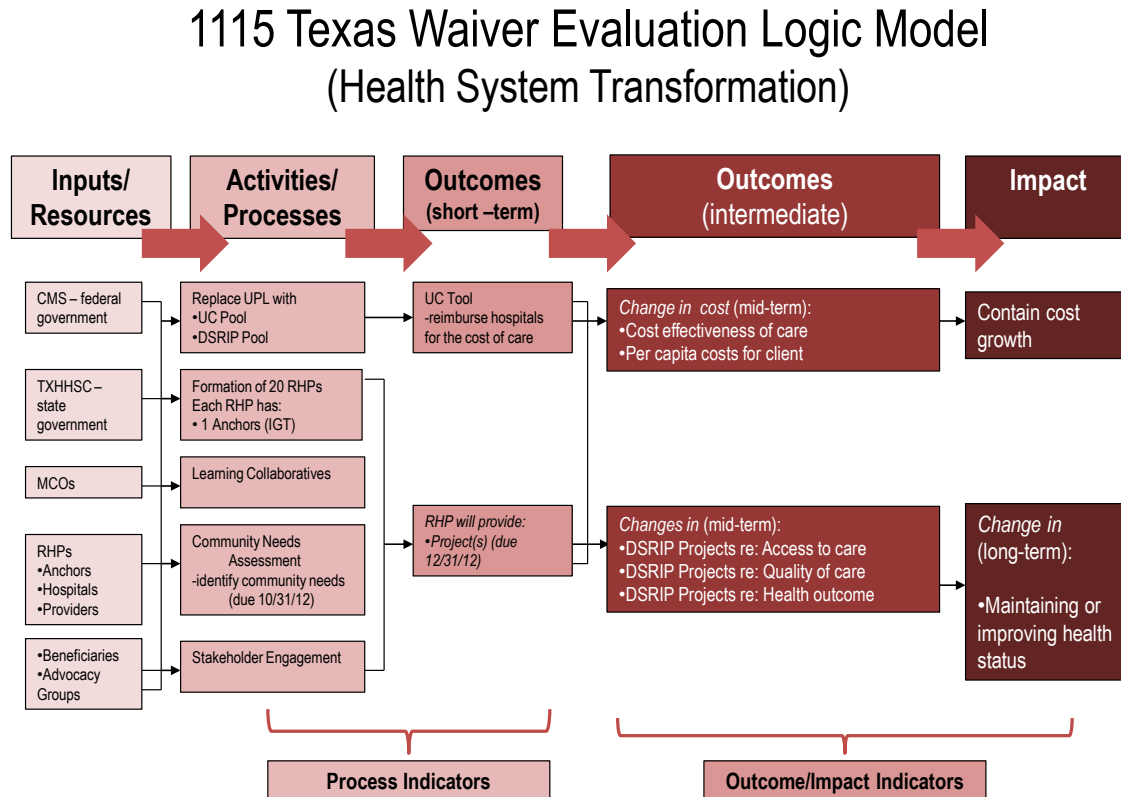 1115 Texas Waiver Evaluation Logic Model
(Health System Transformation)
Inputs/
Resources
Activities/
Processes
Outcomes
(short –term)
Outcomes
(intermediate)
Impact
CMS – federal
government
TXHHSC –
state
government
MCOs
RHPs
•Anchors
•Hospitals
•Providers
•Beneficiaries
•Advocacy
Groups
Replace UPL with
•UC Pool
•DSRIP Pool
Formation of 20 RHPs
Each RHP has:
• 1 Anchors (IGT)
Learning Collaboratives
Community Needs
Assessment
-identify community needs
(due 10/31/12)
Stakeholder Engagement
UC Tool
-reimburse hospitals
for the cost of care
RHP will provide:
•Project(s) (due
12/31/12)
Change in cost (mid-term):
•Cost effectiveness of care
•Per capita costs for client
Changes in (mid-term):
•DSRIP Projects re: Access to care
•DSRIP Projects re: Quality of care
•DSRIP Projects re: Health outcome
Contain cost
growth
Change in
(long-term):
•Maintaining or
improving health
status
Process Indicators
Outcome/Impact Indicators